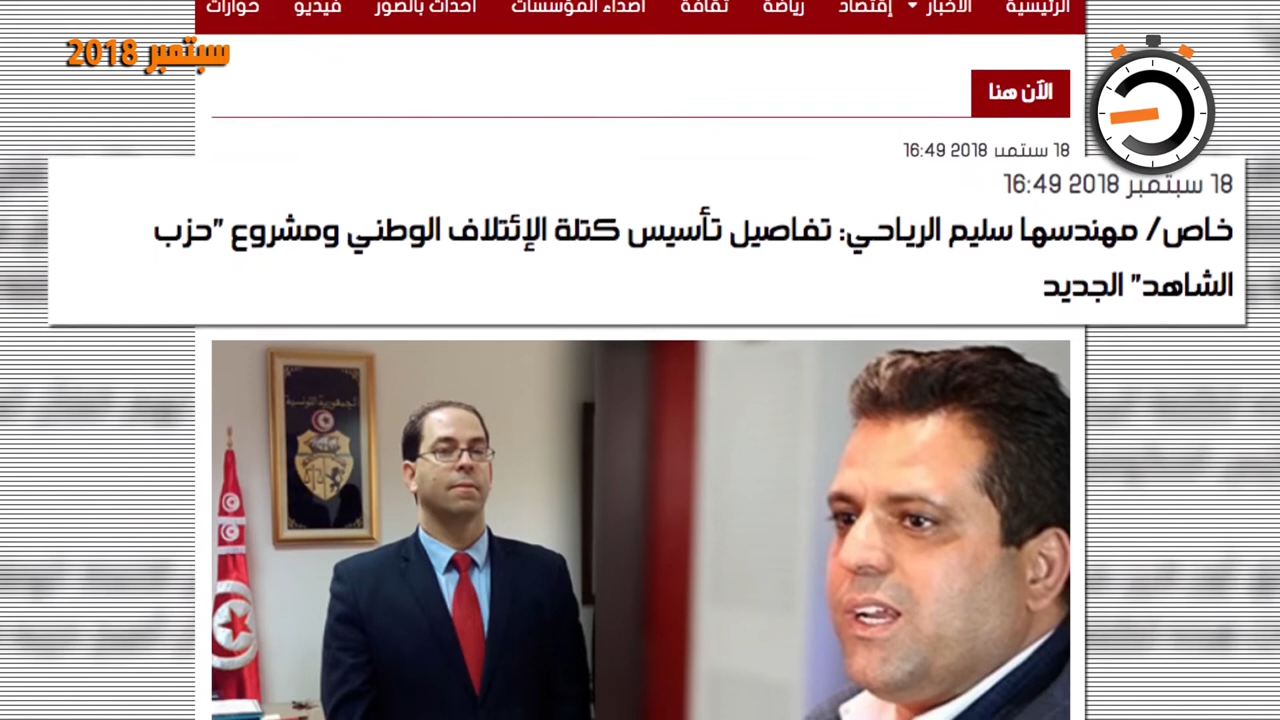 الرئيسية الأخبار إقتصاد رياضة ثقافة أصداء المؤسسات أحداث بالصور فيديو حوارات
سبتمبر 2018
الآن هنا
18 سبتمبر 2018 16:49
18 سبتمبر 2018 16:49
خاص/ مهندسها سليم الرياحي: تفاصيل تأسيس كتلة الإئتلاف الوطني ومشروع "حزب
الشاهد" الجديد
الجمهورية التونسية